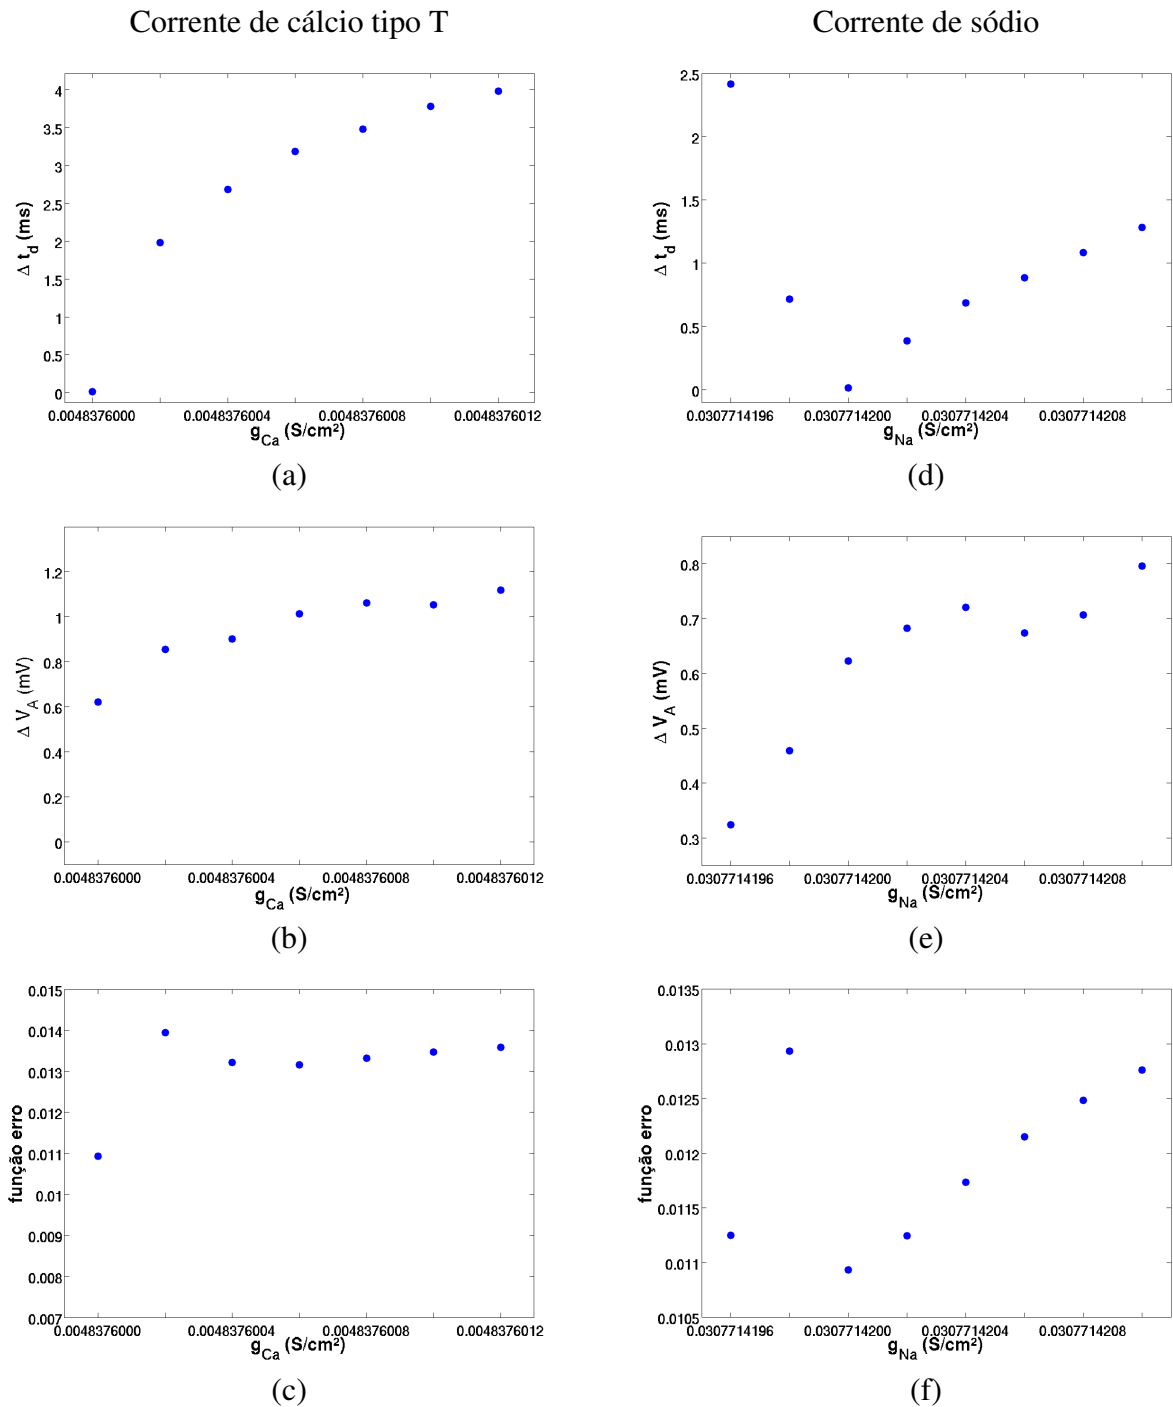 Corrente de cálcio tipo T
4
3.5
3
2.5
2
1.5
1
0.5
0
Δ t_d (ms)
0.0048376000 0.0048376004 0.0048376008 0.0048376012
g_Ca (S/cm²)
(a)
Corrente de sódio
2.5
2
1.5
1
0.5
0
Δ t_d (ms)
0.0307714196 0.0307714200 0.0307714204 0.0307714208
g_Na (S/cm²)
(d)
1.2
1
0.8
0.6
0.4
0.2
0
Δ V_A (mV)
0.0048376000 0.0048376004 0.0048376008 0.0048376012
g_Ca (S/cm²)
(b)
0.8
0.7
0.6
0.5
0.4
0.3
Δ V_A (mV)
0.0307714196 0.0307714200 0.0307714204 0.0307714208
g_Na (S/cm²)
(e)
0.015
0.014
0.013
0.012
0.011
0.01
0.009
0.008
0.007
função erro
0.0048376000 0.0048376004 0.0048376008 0.0048376012
g_Ca (S/cm²)
(c)
0.0135
0.013
0.0125
0.012
0.0115
0.011
0.0105
função erro
0.0307714196 0.0307714200 0.0307714204 0.0307714208
g_Na (S/cm²)
(f)